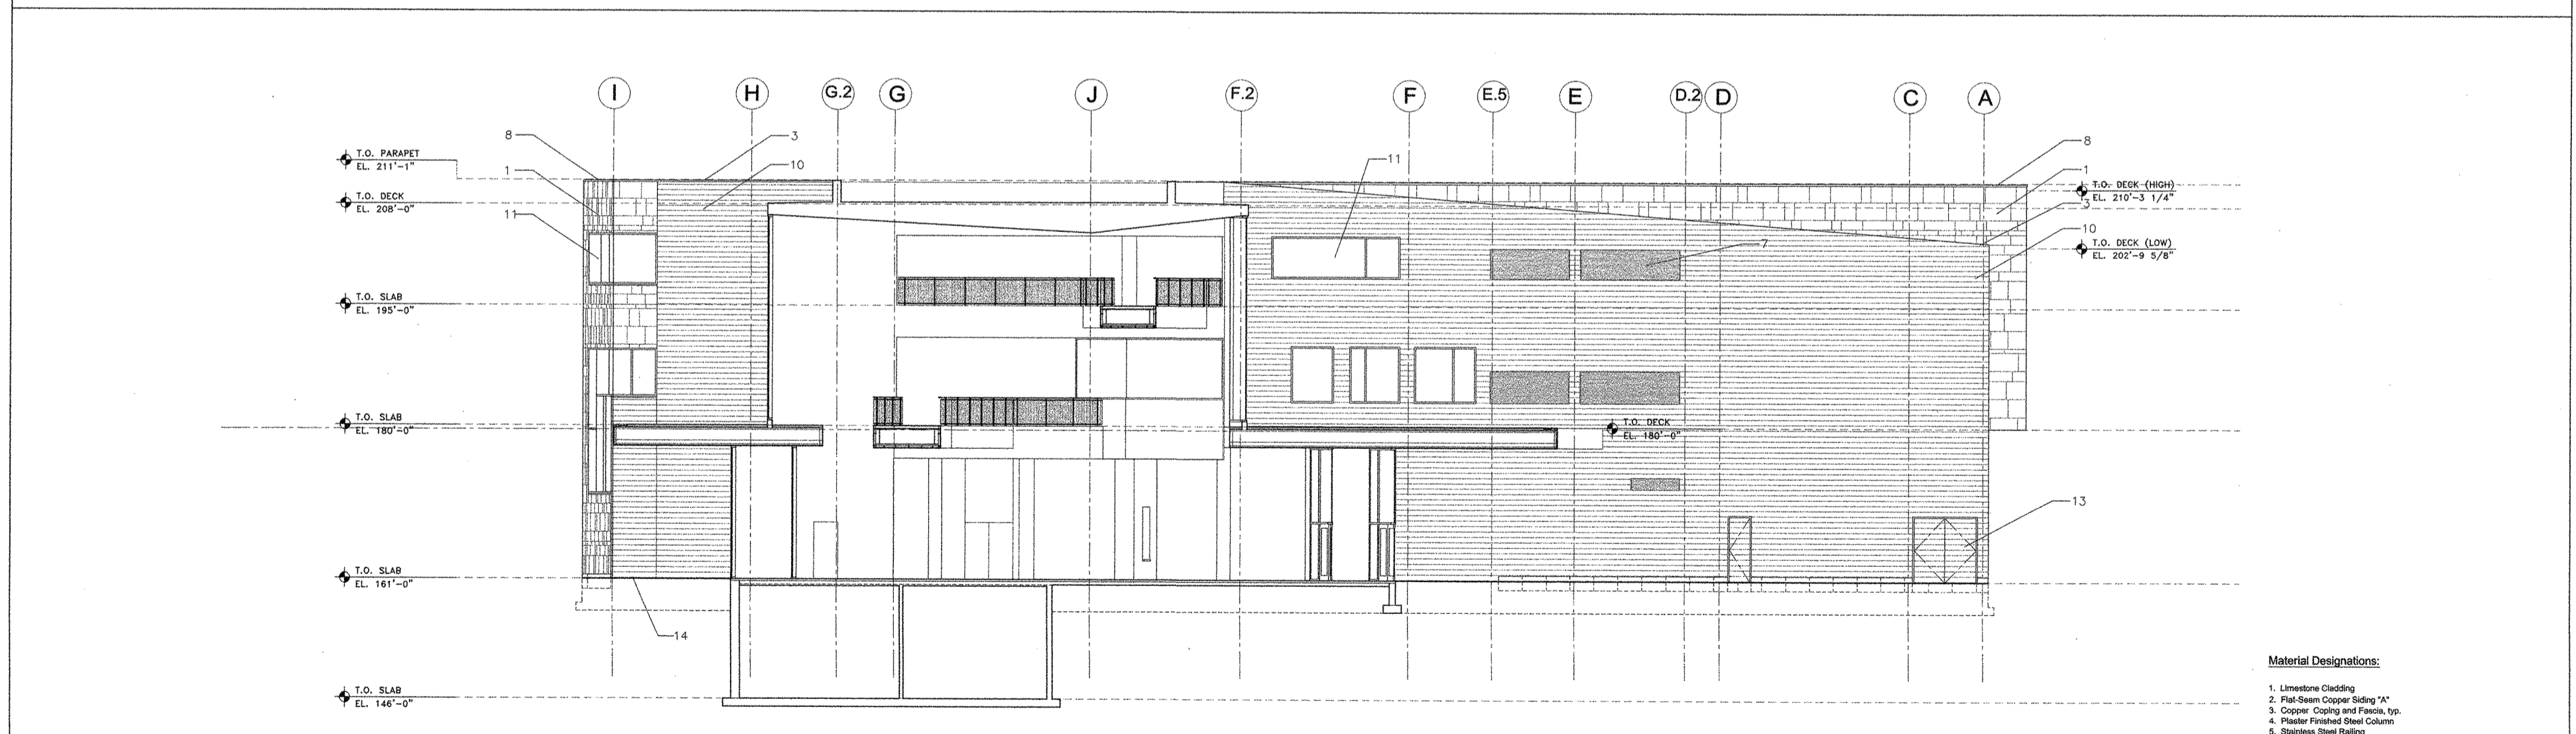 I H G.2 G J F.2 F E.5 E D.2 D C A
8
3
8
T.O. PARAPET
EL. 211'-1"
10
11
1
1
T.O. DECK (HIGH)
EL. 210'-3 1/4"
T.O. DECK
EL. 208'-0"
3
11
10
7
T.O. DECK (LOW)
EL. 202'-9 5/8"
T.O. SLAB
EL. 195'-0"
T.O. SLAB
EL. 180'-0"
T.O. DECK
EL. 180'-0"
13
T.O. SLAB
EL. 161'-0"
14
T.O. SLAB
EL. 146'-0"
Material Designations:
1. Limestone Cladding
2. Flat-Seam Copper Siding "A"
3. Copper Coping and Fascia, typ.
4. Plaster Finished Steel Column
5. Stainless Steel Railing